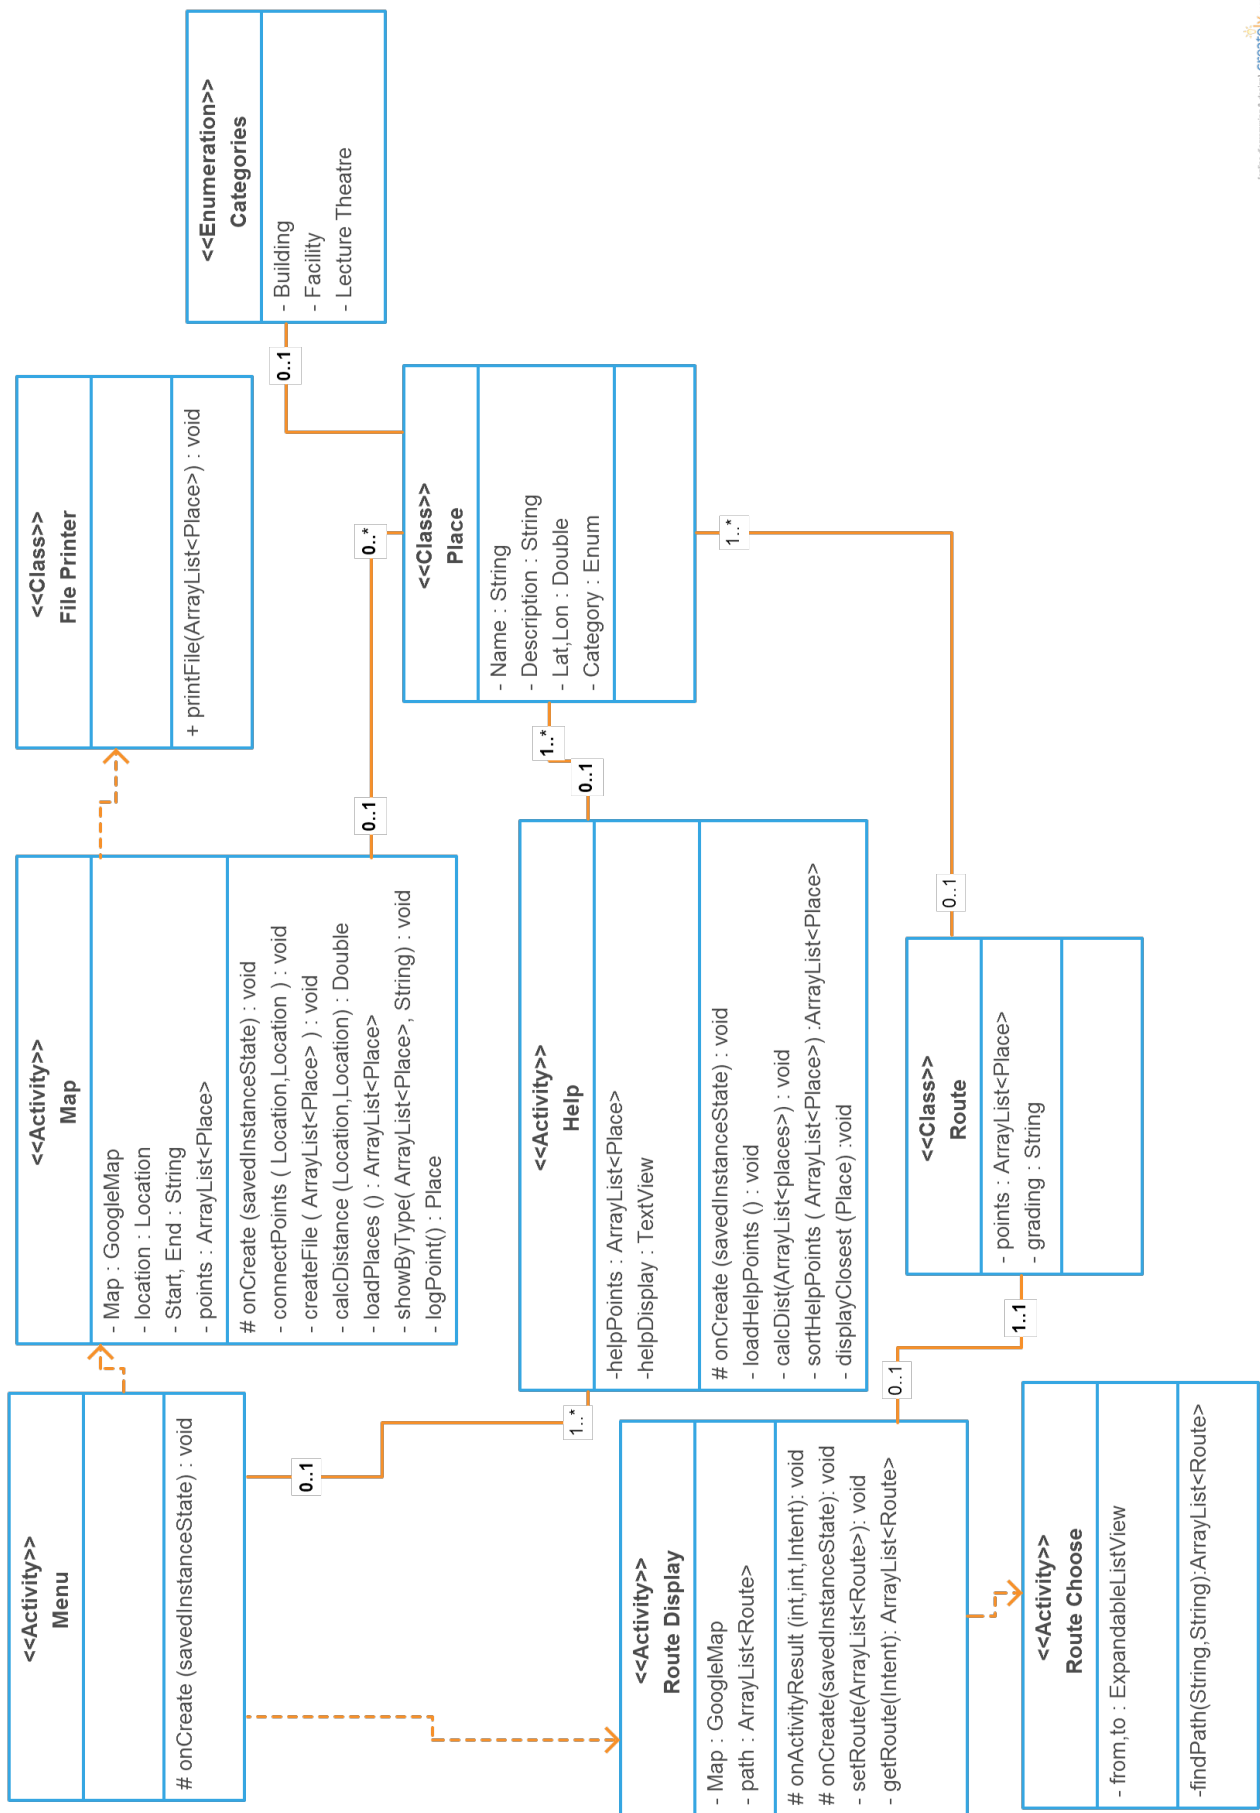 <<Activity>>
Menu
# onCreate (savedInstanceState) : void
<<Activity>>
Map
- Map : GoogleMap
- location : Location
- Start, End : String
- points : ArrayList<Place>
# onCreate (savedInstanceState) : void
- connectPoints ( Location,Location ) : void
- createFile ( ArrayList<Place> ) : void
- calcDistance (Location,Location) : Double
- loadPlaces () : ArrayList<Place>
- showByType( ArrayList<Place>, String) : void
- logPoint() : Place
<<Class>>
File Printer
+ printFile(ArrayList<Place>) : void
<<Enumeration>>
Categories
- Building
- Facility
- Lecture Theatre
0..1
0..1
0..*
<<Class>>
Place
- Name : String
- Description : String
- Lat,Lon : Double
- Category : Enum
0..1
1..*
<<Activity>>
Help
-helpPoints : ArrayList<Place>
-helpDisplay : TextView
# onCreate (savedInstanceState) : void
- loadHelpPoints () : void
- calcDist(ArrayList<places>) : void
- sortHelpPoints ( ArrayList<Place>) :ArrayList<Place>
- displayClosest (Place) :void
0..1
1..*
<<Activity>>
Route Display
- Map : GoogleMap
- path : ArrayList<Route>
# onActivityResult (int,int,Intent): void
# onCreate(savedInstanceState): void
- setRoute(ArrayList<Route>): void
- getRoute(Intent): ArrayList<Route>
0..1
1..1
<<Class>>
Route
- points : ArrayList<Place>
- grading : String
0..1
1..*
<<Activity>>
Route Choose
- from,to : ExpandableListView
-findPath(String,String):ArrayList<Route>